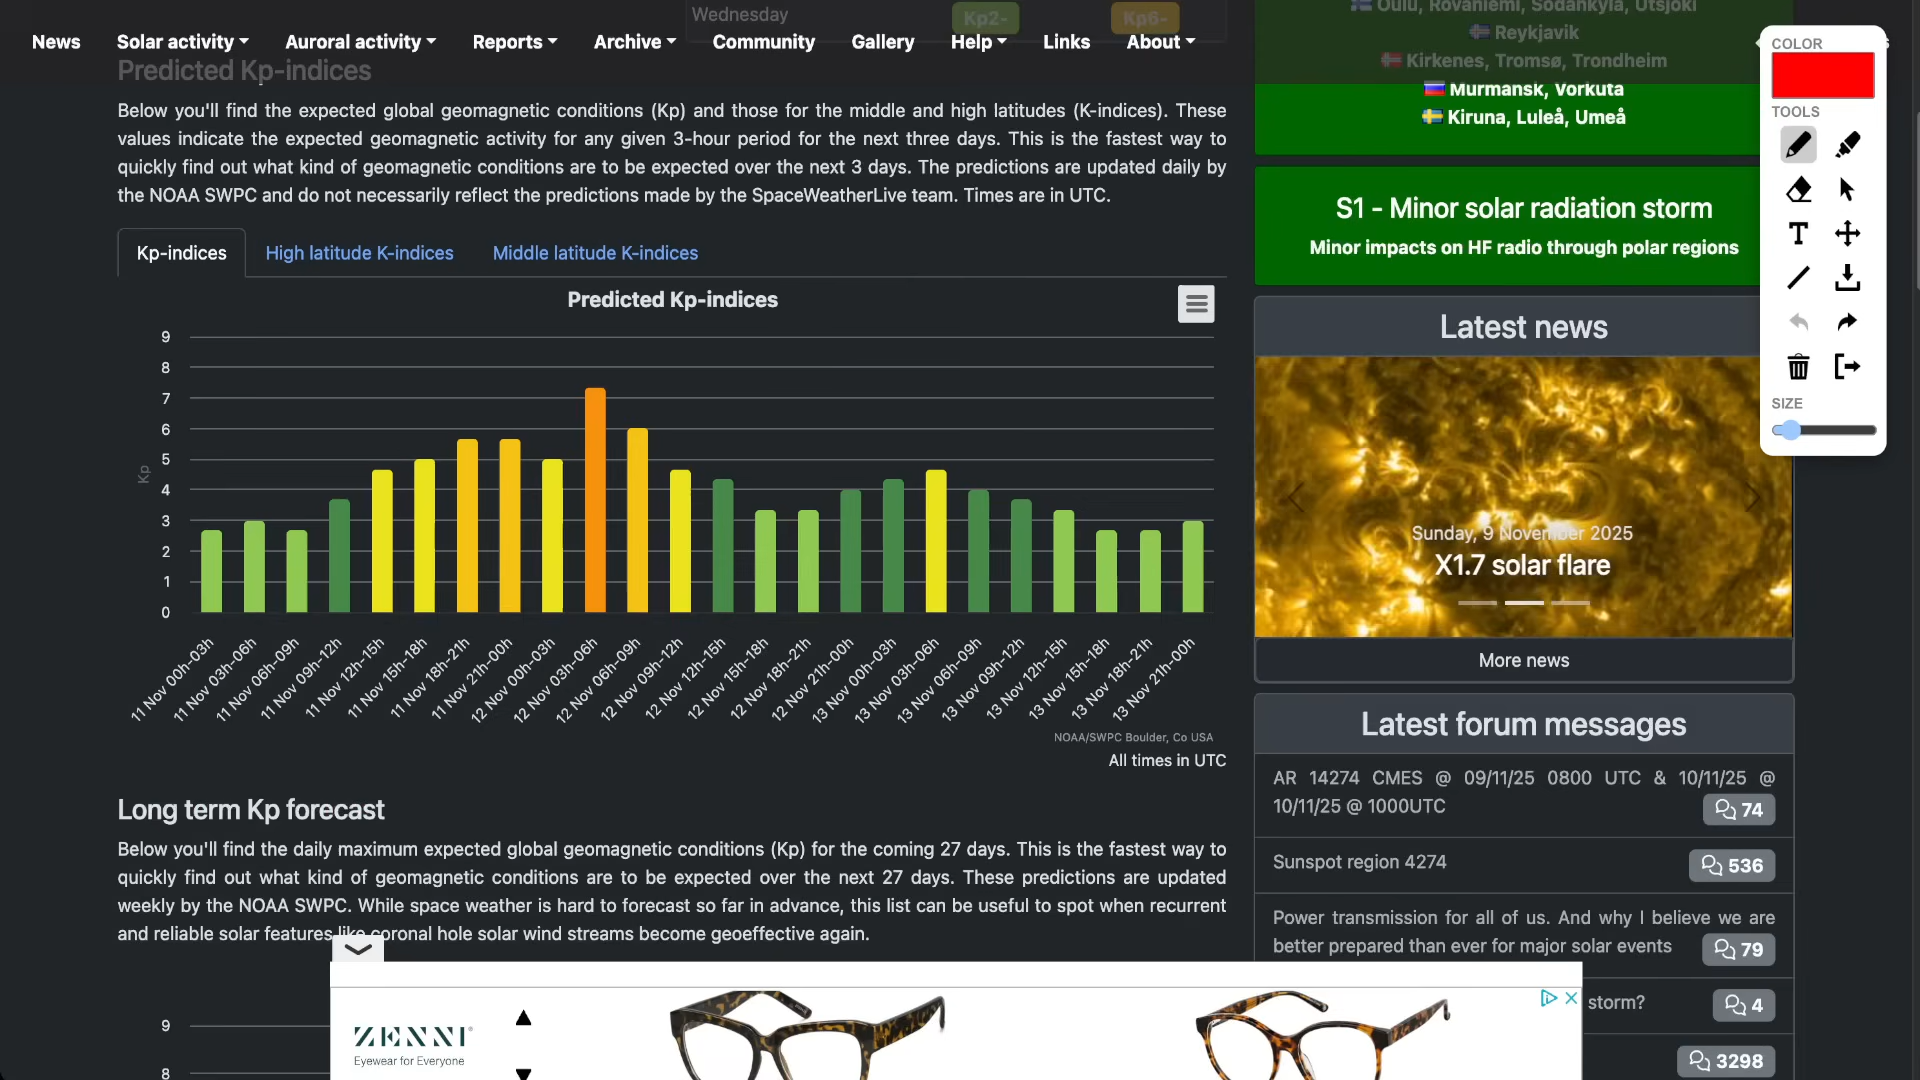 Wednesday
Kp2-
Kp6-
News
Solar activity
Auroral activity
Reports
Archive
Community
Gallery
Help
Links
About
Predicted Kp-indices
Below you'll find the expected global geomagnetic conditions (Kp) and those for the middle and high latitudes (K-indices). These
values indicate the expected geomagnetic activity for any given 3-hour period for the next three days. This is the fastest way to
quickly find out what kind of geomagnetic conditions are to be expected over the next 3 days. The predictions are updated daily by
the NOAA SWPC and do not necessarily reflect the predictions made by the SpaceWeatherLive team. Times are in UTC.
Kp-indices
High latitude K-indices
Middle latitude K-indices
Predicted Kp-indices
9
8
7
6
5
4
3
2
1
0
Kp
11 Nov 00h-03h
11 Nov 03h-06h
11 Nov 06h-09h
11 Nov 09h-12h
11 Nov 12h-15h
11 Nov 15h-18h
11 Nov 18h-21h
11 Nov 21h-00h
12 Nov 00h-03h
12 Nov 03h-06h
12 Nov 06h-09h
12 Nov 09h-12h
12 Nov 12h-15h
12 Nov 15h-18h
12 Nov 18h-21h
12 Nov 21h-00h
13 Nov 00h-03h
13 Nov 03h-06h
13 Nov 06h-09h
13 Nov 09h-12h
13 Nov 12h-15h
13 Nov 15h-18h
13 Nov 18h-21h
13 Nov 21h-00h
NOAA/SWPC Boulder, Co USA
All times in UTC
Long term Kp forecast
Below you'll find the daily maximum expected global geomagnetic conditions (Kp) for the coming 27 days. This is the fastest way to
quickly find out what kind of geomagnetic conditions are to be expected over the next 27 days. These predictions are updated
weekly by the NOAA SWPC. While space weather is hard to forecast so far in advance, this list can be useful to spot when recurrent
and reliable solar features like coronal hole solar wind streams become geoeffective again.
9
8
ZENNI
Eyewear for Everyone
Oulu, Rovaniemi, Sodankylä, Utsjoki
Reykjavik
Kirkenes, Tromsø, Trondheim
Murmansk, Vorkuta
Kiruna, Luleå, Umeå
S1 - Minor solar radiation storm
Minor impacts on HF radio through polar regions
Latest news
Sunday, 9 November 2025
X1.7 solar flare
More news
Latest forum messages
AR 14274 CMES @ 09/11/25 0800 UTC & 10/11/25 @
10/11/25 @ 1000UTC
74
Sunspot region 4274
536
Power transmission for all of us. And why I believe we are
better prepared than ever for major solar events
79
storm?
4
3298
COLOR
TOOLS
T
SIZE